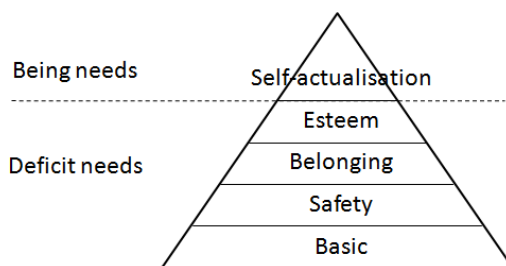 Being needs
Self-actualisation
Esteem
Deficit needs
Belonging
Safety
Basic